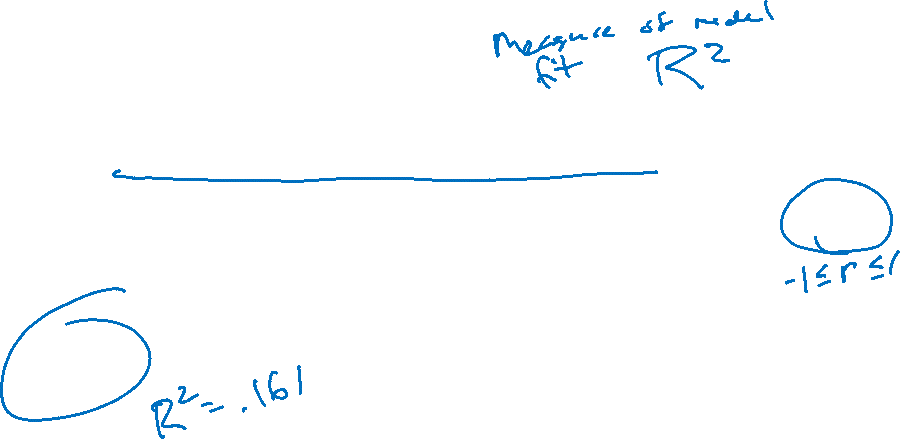 Measure of model
fit R²
-1 ≤ r ≤ 1
R² = .161